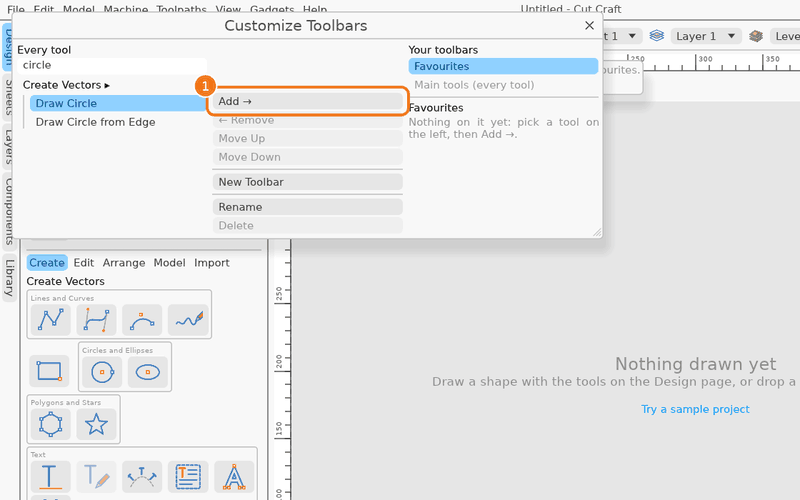 File Edit Model Machine Toolpaths View Gadgets Help
Untitled - Cut Craft
Customize Toolbars
Every tool
circle
Create Vectors ▸
Draw Circle
Draw Circle from Edge
1
Add →
← Remove
Move Up
Move Down
New Toolbar
Rename
Delete
Your toolbars
Favourites
Main tools (every tool)
Favourites
Nothing on it yet: pick a tool on
the left, then Add →.
Layer 1
250
300
350
Design
Sheets
Layers
Components
Library
Create Edit Arrange Model Import
Create Vectors
Lines and Curves
Circles and Ellipses
Polygons and Stars
Text
250
200
150
Nothing drawn yet
Draw a shape with the tools on the Design page, or drop a
Try a sample project